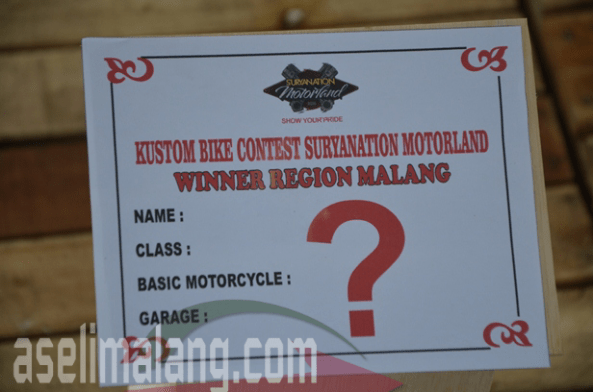 SURYANATION
Motorland
SHOW YOUR PRIDE
KUSTOM BIKE CONTEST SURYANATION MOTORLAND
WINNER REGION MALANG
NAME :
CLASS :
BASIC MOTORCYCLE :
GARAGE :
?
aselimalang.com